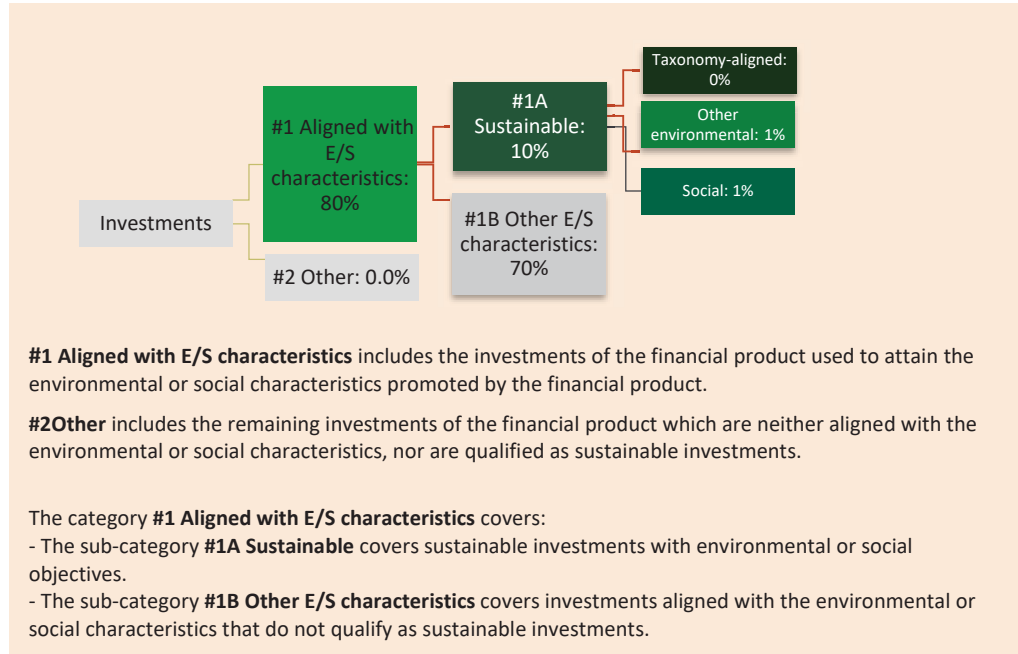 Taxonomy-aligned:
0%
#1A
Sustainable:
10%
Other
environmental: 1%
#1 Aligned with
E/S
characteristics:
80%
Social: 1%
Investments
#1B Other E/S
characteristics:
70%
#2 Other: 0.0%
#1 Aligned with E/S characteristics includes the investments of the financial product used to attain the
environmental or social characteristics promoted by the financial product.
#2Other includes the remaining investments of the financial product which are neither aligned with the
environmental or social characteristics, nor are qualified as sustainable investments.
The category #1 Aligned with E/S characteristics covers:
- The sub-category #1A Sustainable covers sustainable investments with environmental or social
objectives.
- The sub-category #1B Other E/S characteristics covers investments aligned with the environmental or
social characteristics that do not qualify as sustainable investments.